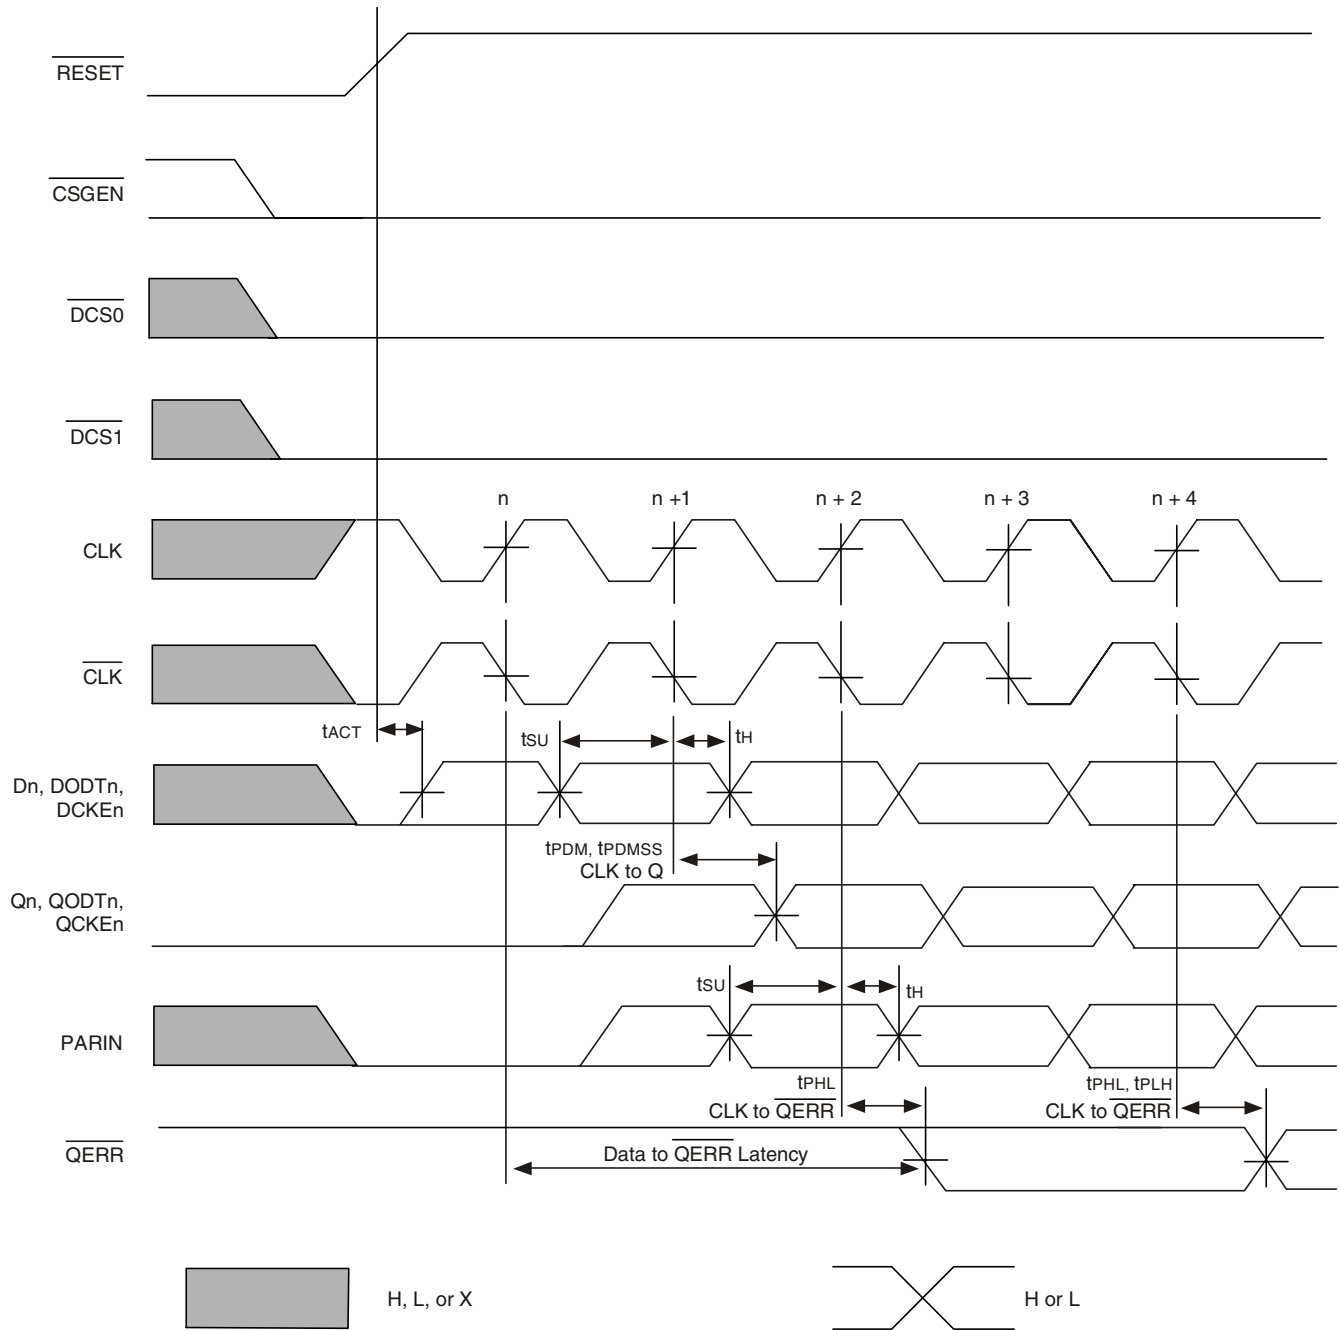 RESET
CSGEN
DCS0
DCS1
n
n +1
n + 2
n + 3
n + 4
CLK
CLK
tACT
tSU
tH
Dn, DODTn,
DCKEn
tPDM, tPDMSS
CLK to Q
Qn, QODTn,
QCKEn
tSU
tH
PARIN
tPHL
CLK to QERR
tPHL, tPLH
CLK to QERR
QERR
Data to QERR Latency
H, L, or X
H or L